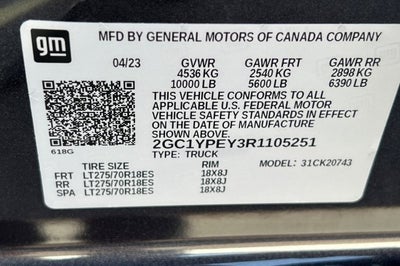 gm
MFD BY GENERAL MOTORS OF CANADA COMPANY
04/23 GVWR GAWR FRT GAWR RR
4536 KG 2540 KG 2898 KG
10000 LB 5600 LB 6390 LB
THIS VEHICLE CONFORMS TO ALL
APPLICABLE U.S. FEDERAL MOTOR
VEHICLE SAFETY STANDARDS IN EFFECT
ON THE DATE OF MANUFACTURE
SHOWN ABOVE.
2GC1YPEY3R1105251
618G
TYPE: TRUCK MODEL: 31CK20743
TIRE SIZE RIM
FRT LT275/70R18ES 18X8J
RR LT275/70R18ES 18X8J
SPA LT275/70R18ES 18X8J